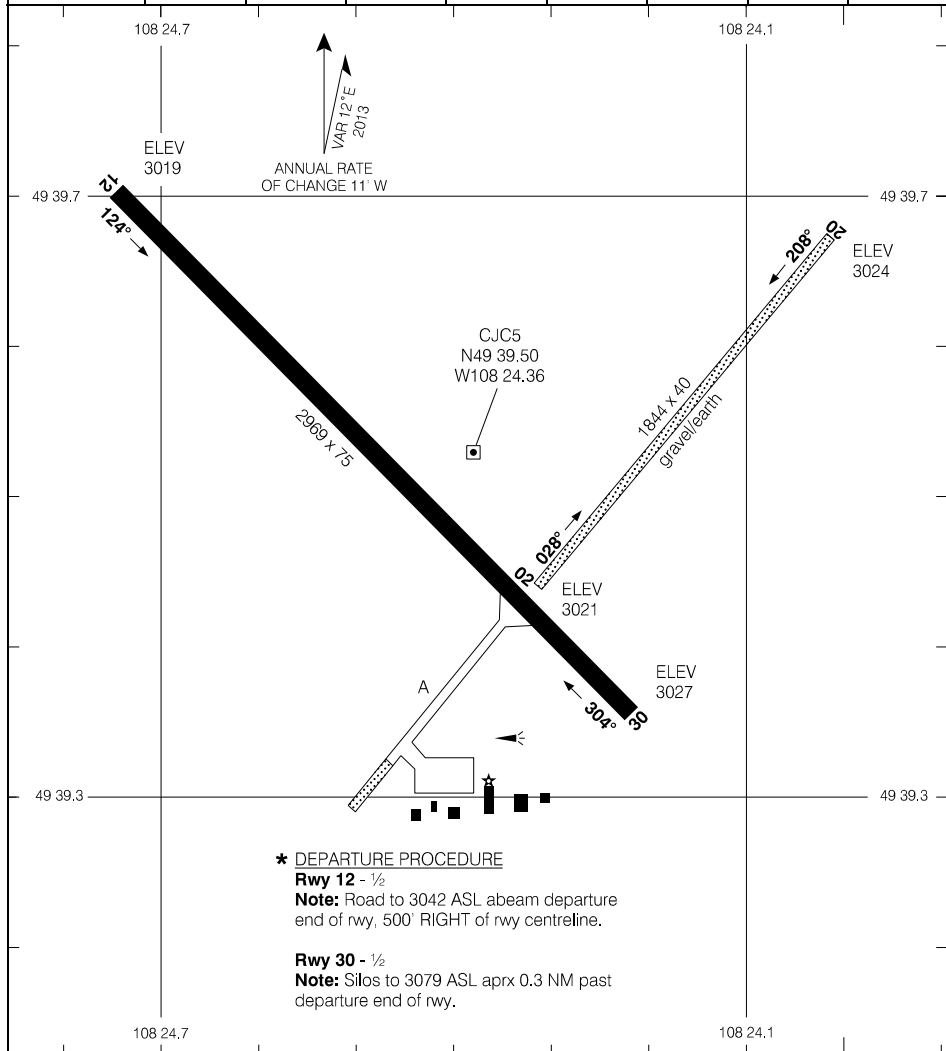 108 24.7
108 24.1
VAR 12°E
2013
ANNUAL RATE
OF CHANGE 11' W
ELEV
3019
12
124°
49 39.7
49 39.7
20
208°
ELEV
3024
CJC5
N49 39.50
W108 24.36
2969 x 75
1844 x 40
gravel/earth
028°
02
ELEV
3021
A
ELEV
3027
304°
30
49 39.3
49 39.3
* DEPARTURE PROCEDURE
Rwy 12 - ½
Note: Road to 3042 ASL abeam departure
end of rwy, 500' RIGHT of rwy centreline.
Rwy 30 - ½
Note: Silos to 3079 ASL aprx 0.3 NM past
departure end of rwy.
108 24.7
108 24.1